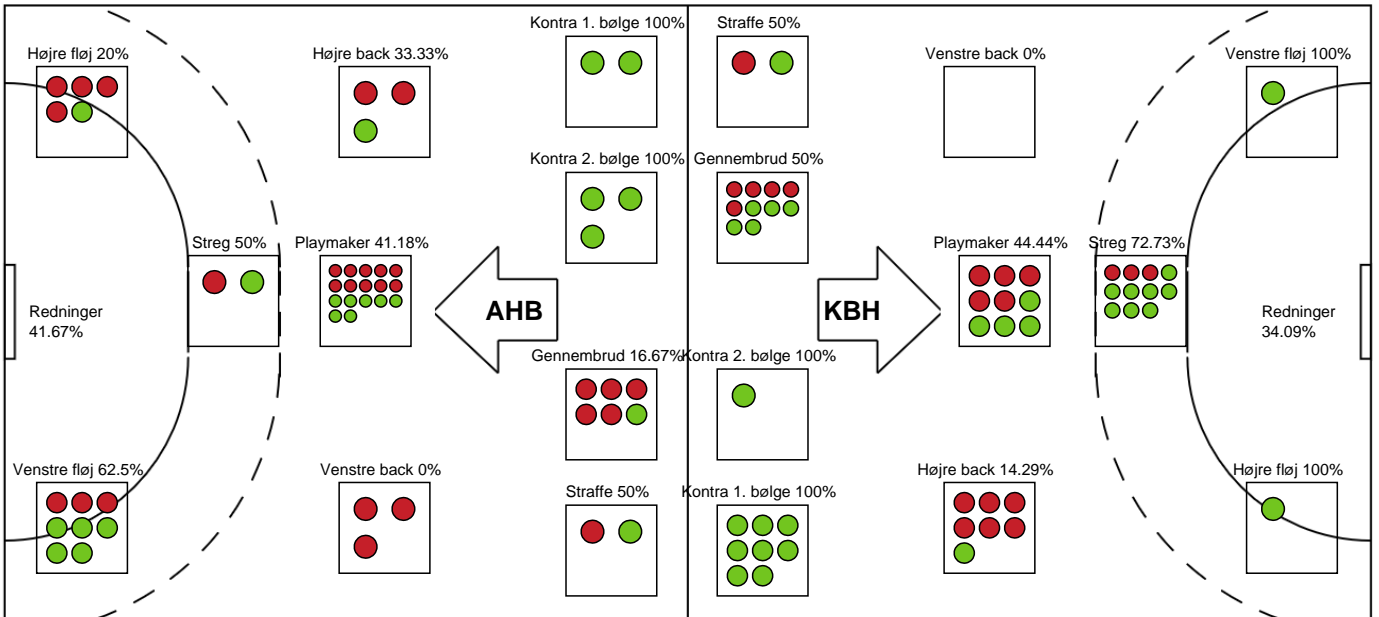 Kontra 1. bølge 100%
Straffe 50%
Højre fløj 20%
Højre back 33.33%
Venstre back 0%
Venstre fløj 100%
Kontra 2. bølge 100%
Gennembrud 50%
Streg 50%
Playmaker 41.18%
Playmaker 44.44%
Streg 72.73%
Redninger
41.67%
AHB
KBH
Redninger
34.09%
Gennembrud 16.67%
Kontra 2. bølge 100%
Venstre fløj 62.5%
Venstre back 0%
Straffe 50%
Kontra 1. bølge 100%
Højre back 14.29%
Højre fløj 100%